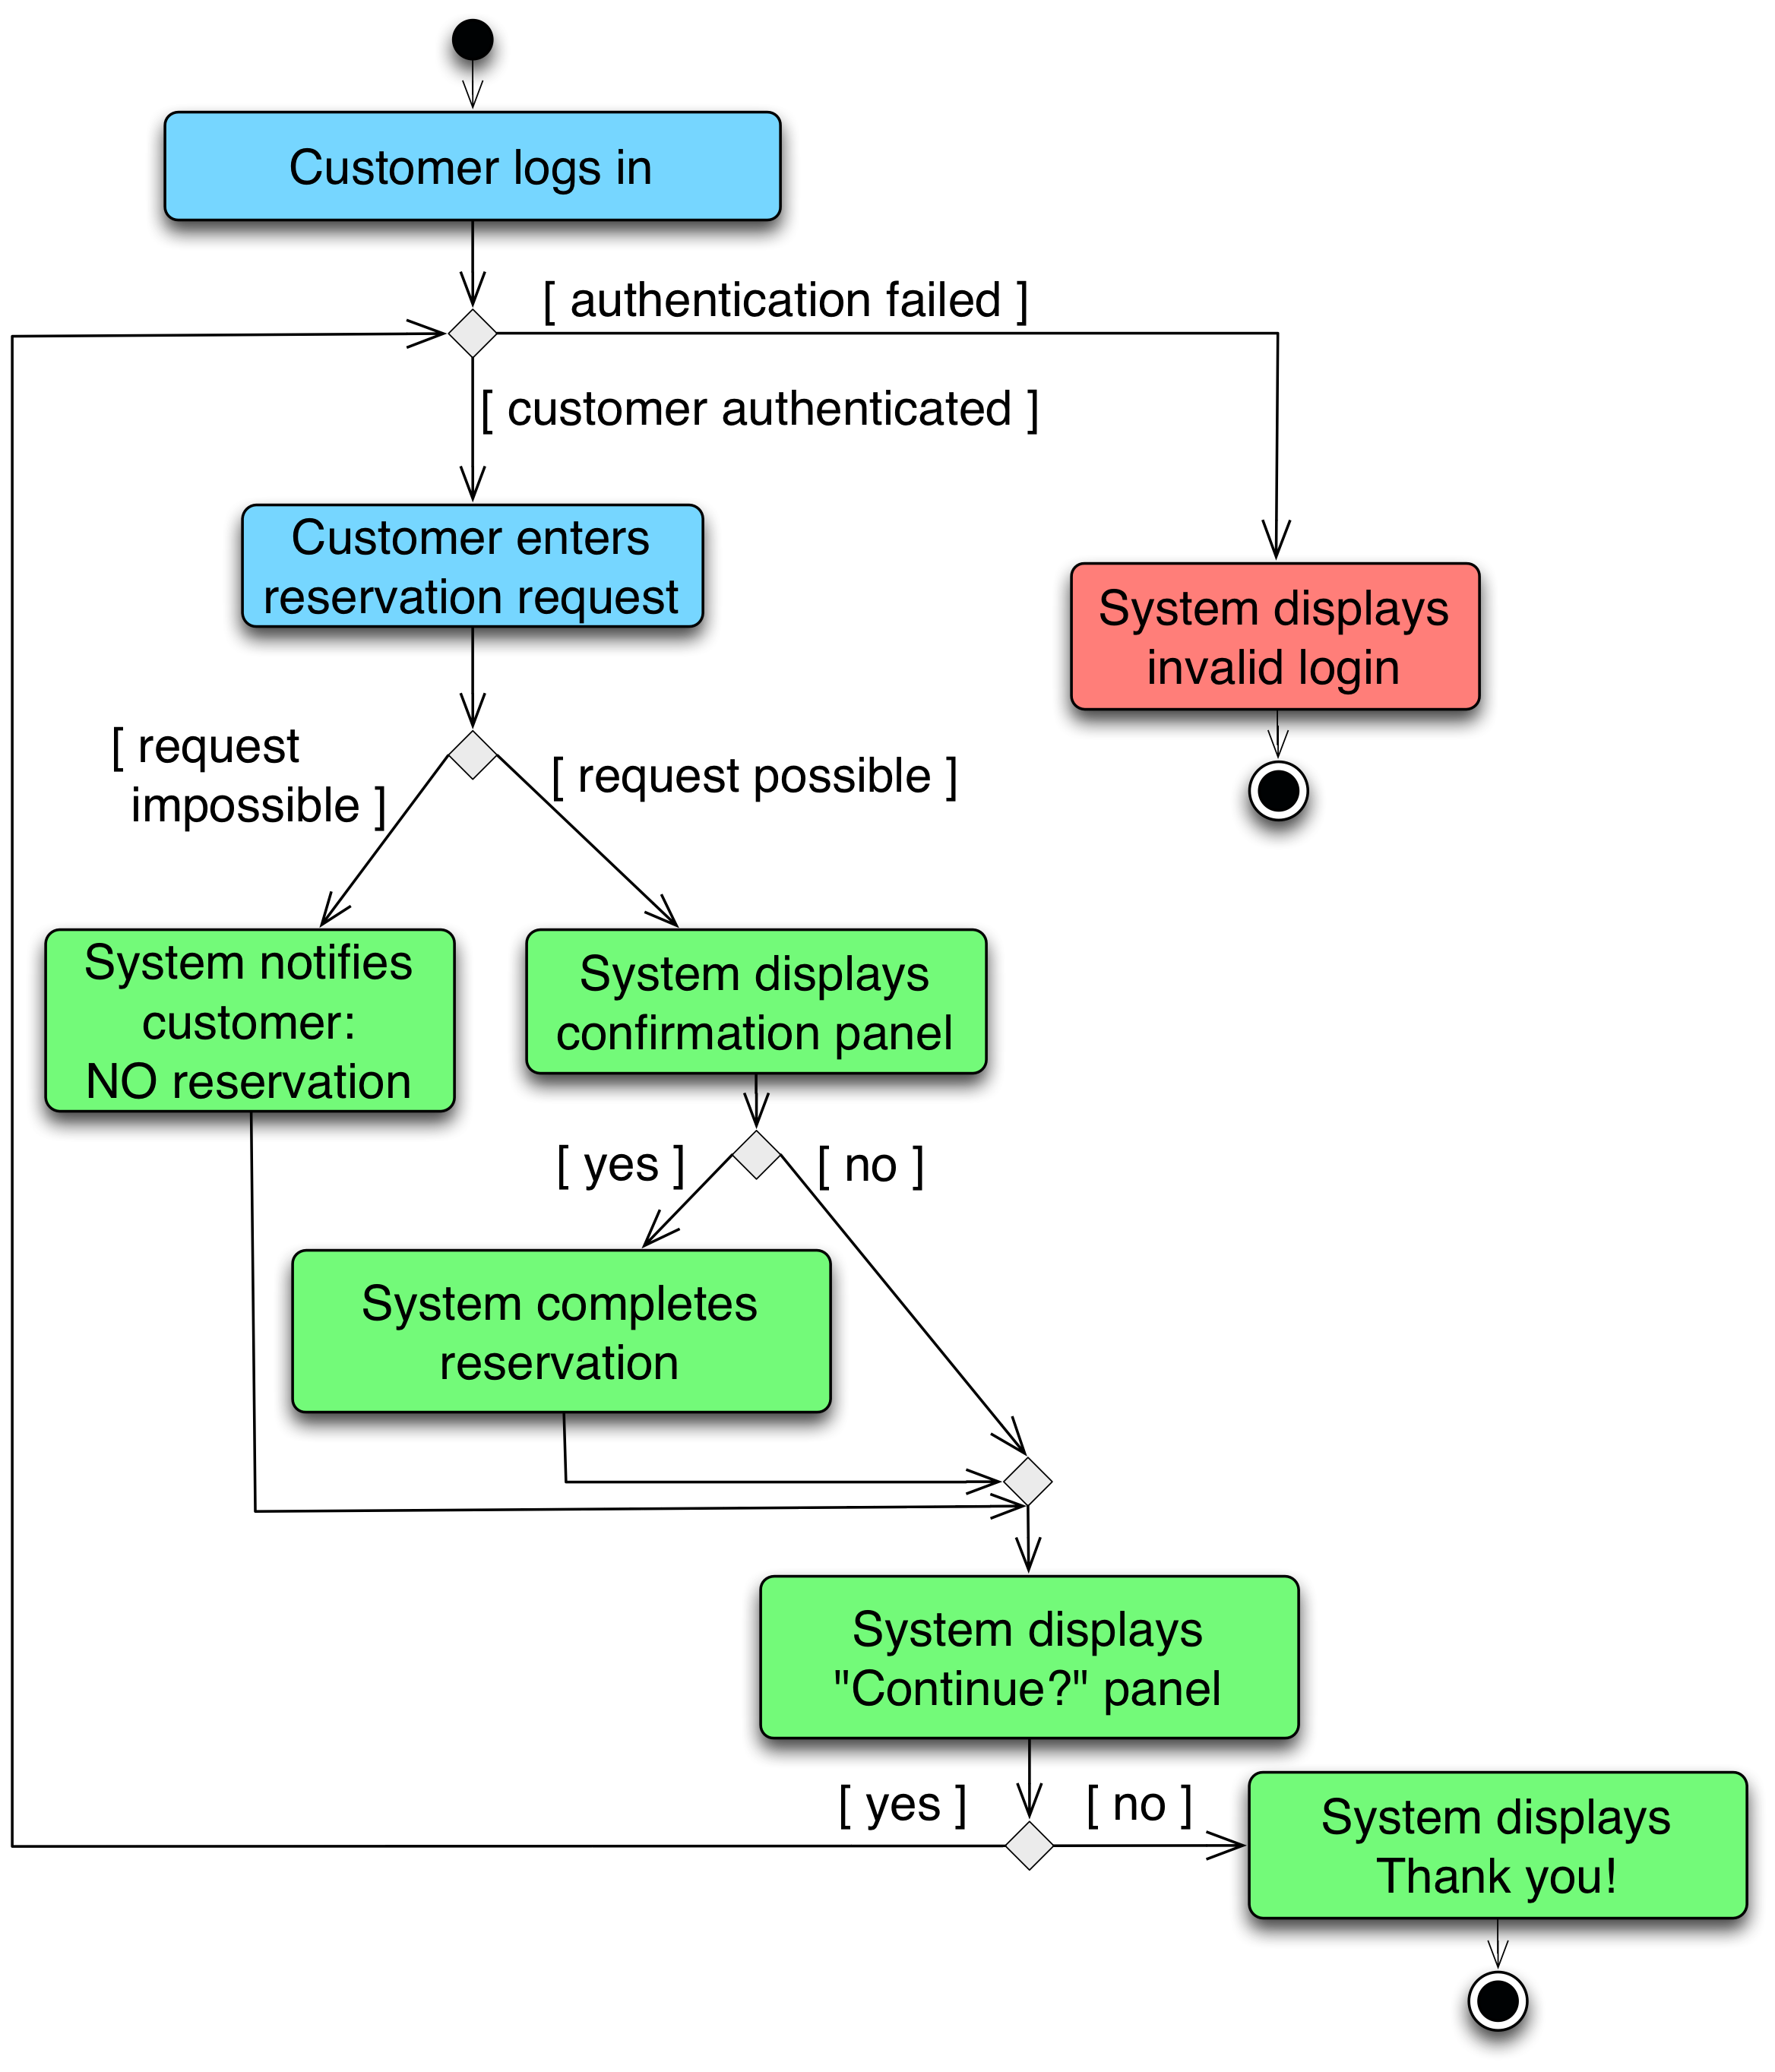 Customer logs in
[ authentication failed ]
[ customer authenticated ]
Customer enters
reservation request
System displays
invalid login
[ request
impossible ]
[ request possible ]
System notifies
customer:
NO reservation
System displays
confirmation panel
[ yes ]
[ no ]
System completes
reservation
System displays
"Continue?" panel
[ yes ]
[ no ]
System displays
Thank you!